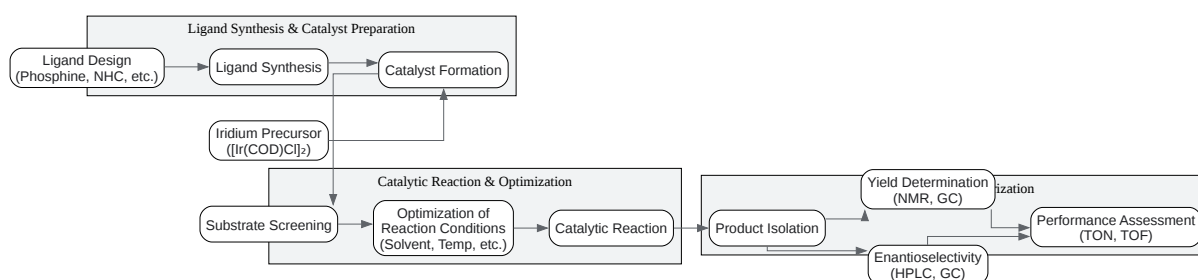 Ligand Synthesis & Catalyst Preparation
Ligand Design
(Phosphine, NHC, etc.)
Ligand Synthesis
Catalyst Formation
Iridium Precursor
([Ir(COD)Cl]₂)
Catalytic Reaction & Optimization
Substrate Screening
Optimization of
Reaction Conditions
(Solvent, Temp, etc.)
Catalytic Reaction
Product Isolation
Yield Determination
(NMR, GC)
Enantioselectivity
(HPLC, GC)
Performance Assessment
(TON, TOF)